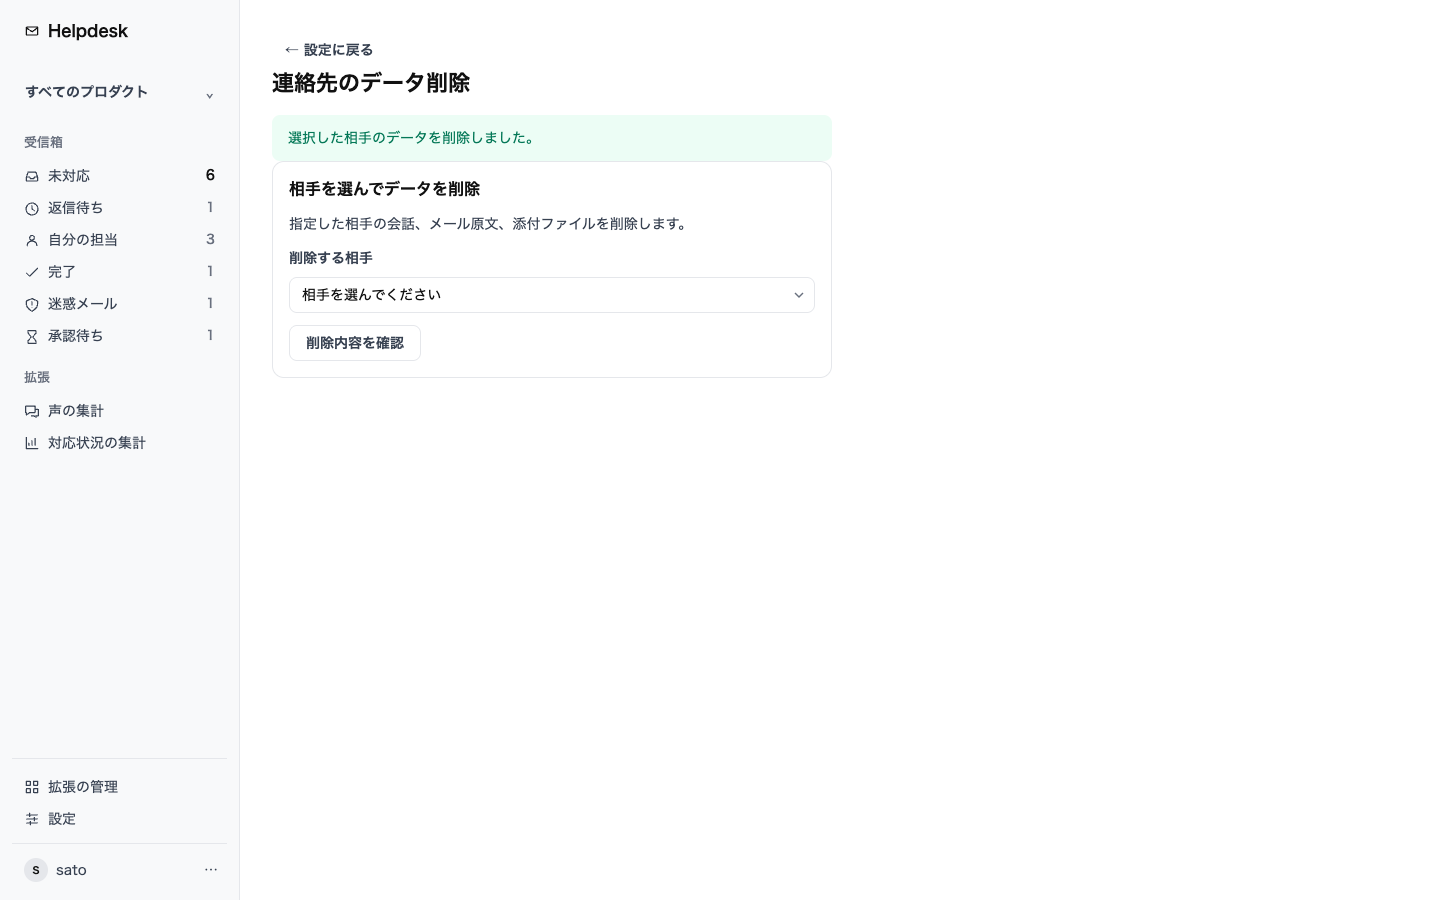 Helpdesk
すべてのプロダクト
受信箱
未対応 6
返信待ち 1
自分の担当 3
完了 1
迷惑メール 1
承認待ち 1
拡張
声の集計
対応状況の集計
拡張の管理
設定
S sato ...
← 設定に戻る
連絡先のデータ削除
選択した相手のデータを削除しました。
相手を選んでデータを削除
指定した相手の会話、メール原文、添付ファイルを削除します。
削除する相手
相手を選んでください
削除内容を確認